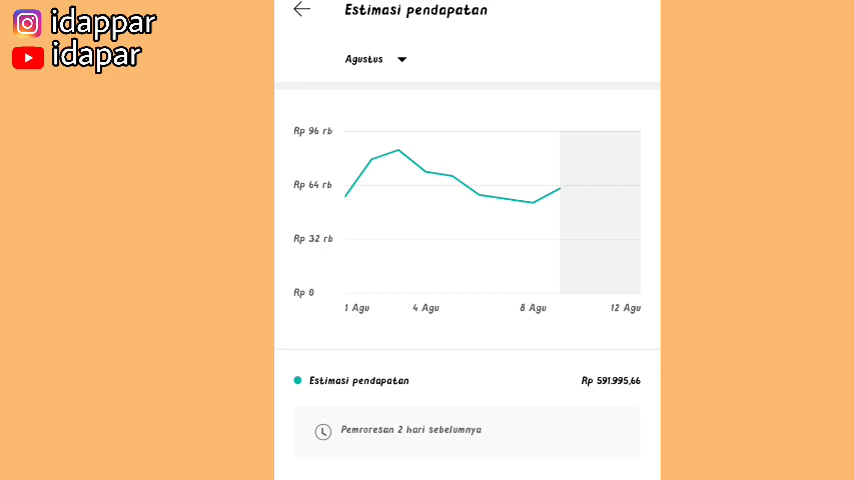 idappar
idapar
Estimasi pendapatan
Agustus
Rp 96 rb
Rp 64 rb
Rp 32 rb
Rp 0
1 Agu 4 Agu 8 Agu 12 Agu
Estimasi pendapatan Rp 591.995,66
Pemroresan 2 hari sebelumnya